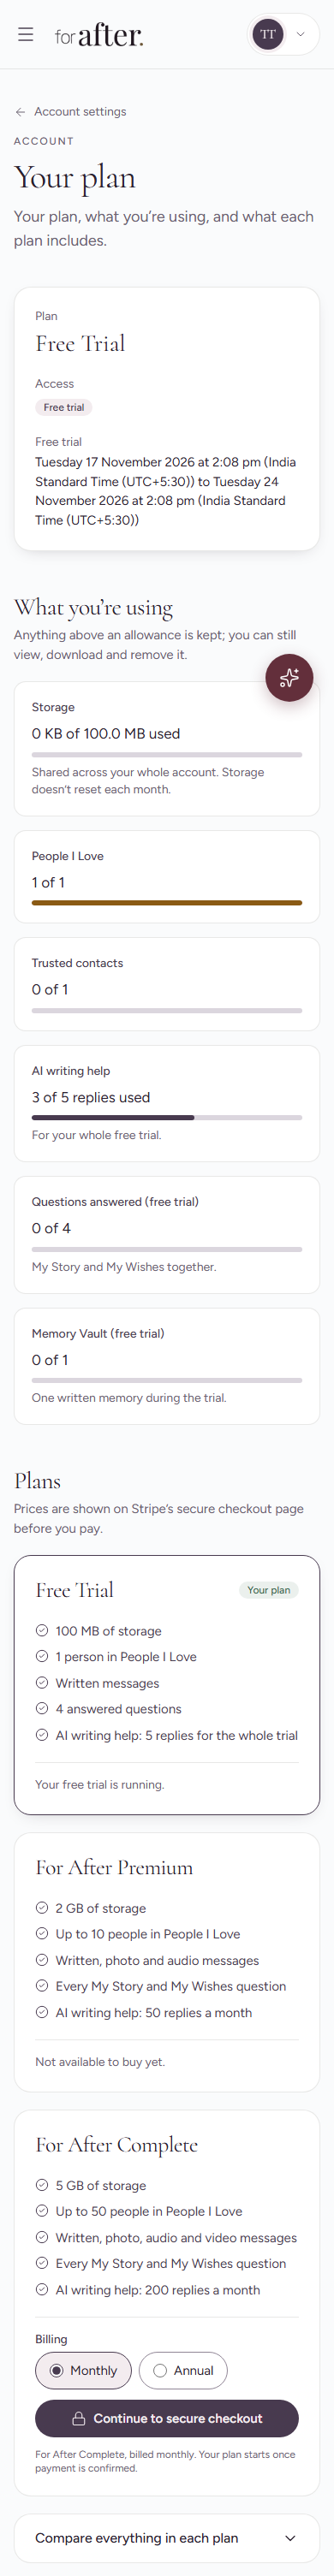 for after.
TT
Account settings
ACCOUNT
Your plan
Your plan, what you’re using, and what each
plan includes.
Plan
Free Trial
Access
Free trial
Free trial
Tuesday 17 November 2026 at 2:08 pm (India
Standard Time (UTC+5:30)) to Tuesday 24
November 2026 at 2:08 pm (India Standard
Time (UTC+5:30))
What you’re using
Anything above an allowance is kept; you can still
view, download and remove it.
Storage
0 KB of 100.0 MB used
Shared across your whole account. Storage
doesn’t reset each month.
People I Love
1 of 1
Trusted contacts
0 of 1
AI writing help
3 of 5 replies used
For your whole free trial.
Questions answered (free trial)
0 of 4
My Story and My Wishes together.
Memory Vault (free trial)
0 of 1
One written memory during the trial.
Plans
Prices are shown on Stripe’s secure checkout page
before you pay.
Free Trial
Your plan
100 MB of storage
1 person in People I Love
Written messages
4 answered questions
AI writing help: 5 replies for the whole trial
Your free trial is running.
For After Premium
2 GB of storage
Up to 10 people in People I Love
Written, photo and audio messages
Every My Story and My Wishes question
AI writing help: 50 replies a month
Not available to buy yet.
For After Complete
5 GB of storage
Up to 50 people in People I Love
Written, photo, audio and video messages
Every My Story and My Wishes question
AI writing help: 200 replies a month
Billing
Monthly
Annual
Continue to secure checkout
For After Complete, billed monthly. Your plan starts once
payment is confirmed.
Compare everything in each plan